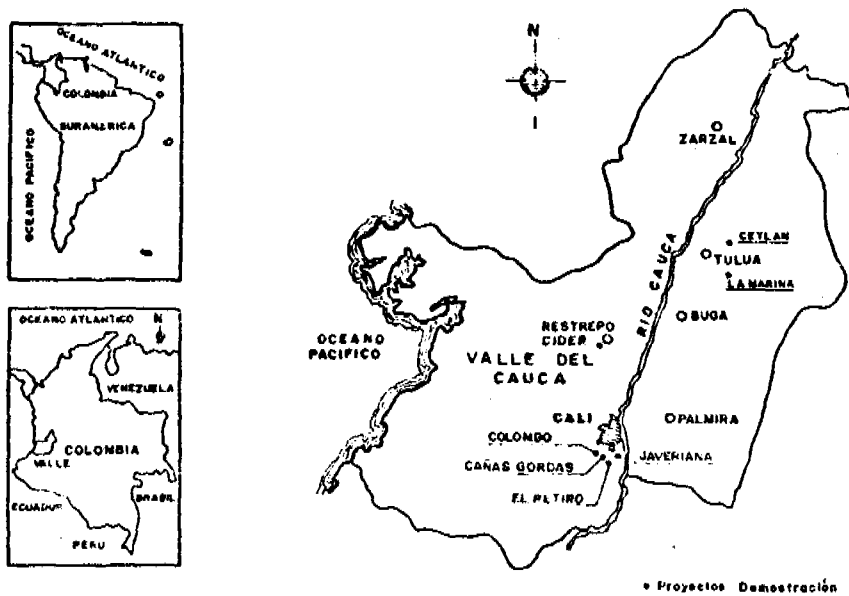 OCEANO ATLANTICO
COLOMBIA
SURAMERICA
OCEANO PACIFICO
OCEANO ATLANTICO
N
VENEZUELA
COLOMBIA
VALLE
BRASIL
ECUADOR
PERU
N
ZARZAL
CEYLAN
TULUA
LA MARINA
RIO CAUCA
BUGA
OCEANO
PACIFICO
RESTREPO
CIDER
VALLE DEL
CAUCA
CALI
PALMIRA
COLOMBO
CAÑAS GORDAS
JAVERIANA
EL RETIRO
• Proyectos Demostración